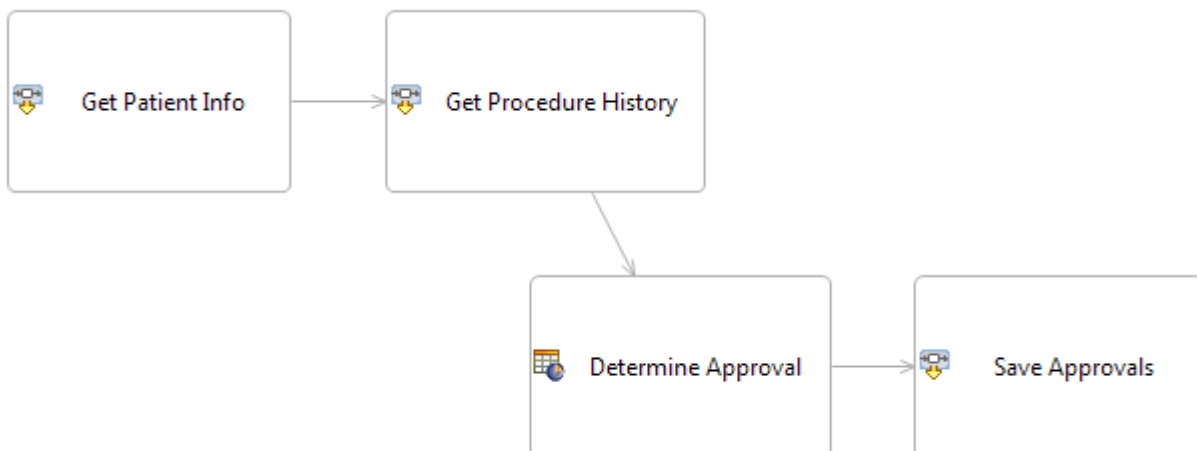 Get Patient Info
Get Procedure History
Determine Approval
Save Approvals